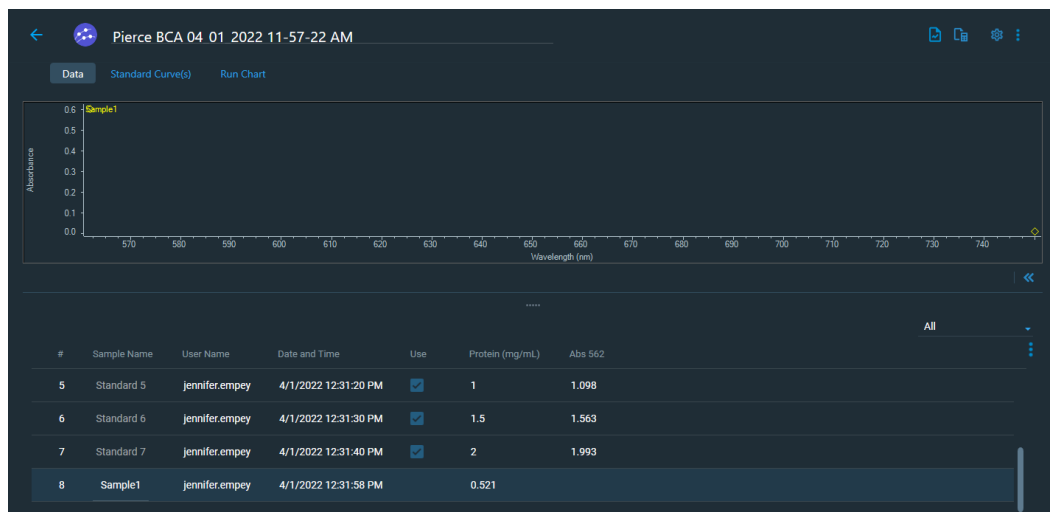 Pierce BCA 04_01_2022 11-57-22 AM
Data Standard Curve(s) Run Chart
0.6 Sample1
0.5
0.4
0.3
0.2
0.1
0.0
Absorbance
570 580 590 600 610 620 630 640 650 660 670 680 690 700 710 720 730 740
Wavelength (nm)
All
# Sample Name User Name Date and Time Use Protein (mg/mL) Abs 562
5 Standard 5 jennifer.empey 4/1/2022 12:31:20 PM 1 1.098
6 Standard 6 jennifer.empey 4/1/2022 12:31:30 PM 1.5 1.563
7 Standard 7 jennifer.empey 4/1/2022 12:31:40 PM 2 1.993
8 Sample1 jennifer.empey 4/1/2022 12:31:58 PM 0.521